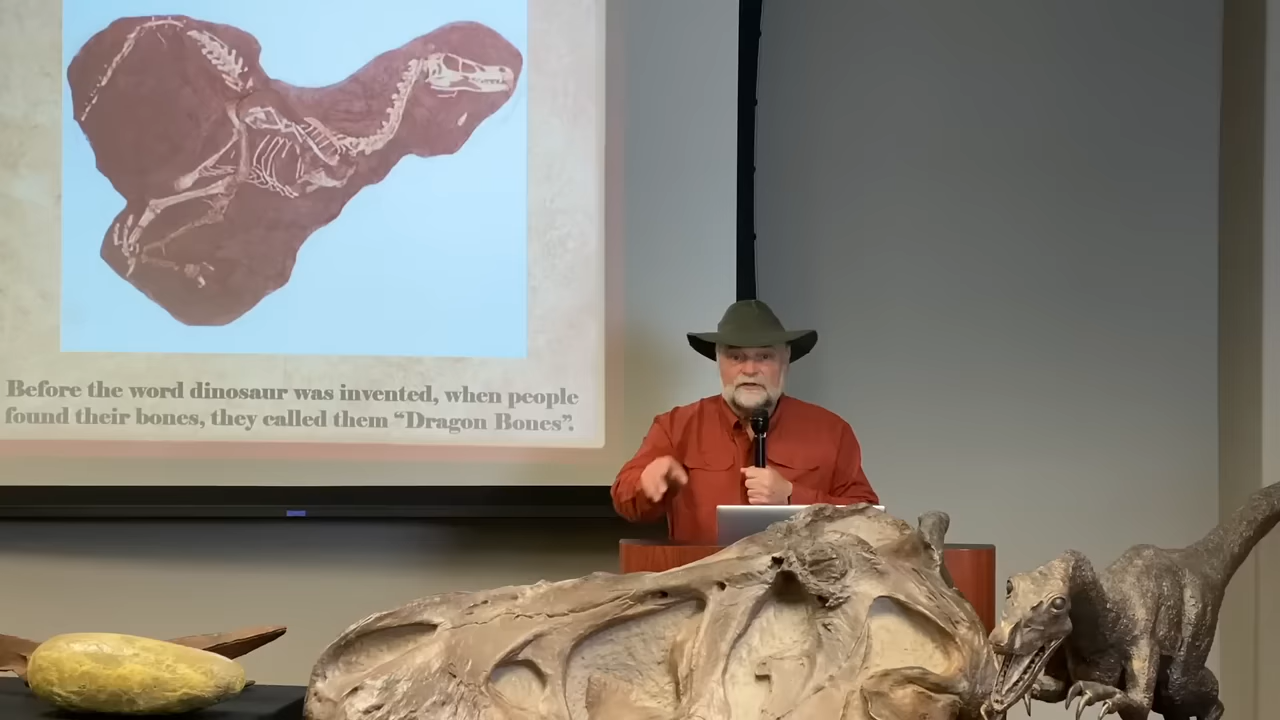 Before the word dinosaur was invented, when people
found their bones, they called them “Dragon Bones”.